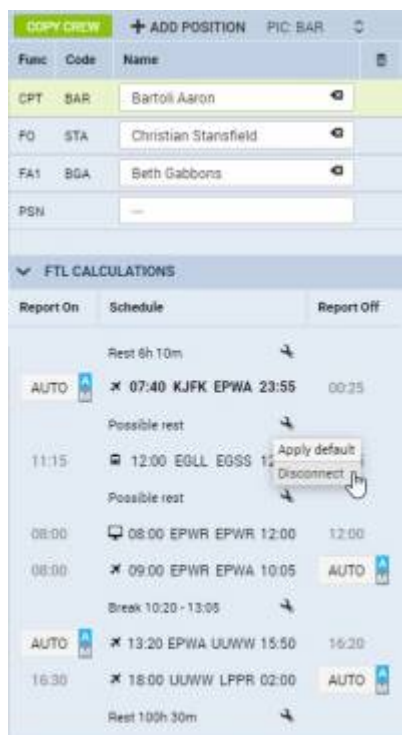 COPY CREW + ADD POSITION PIC: BAR
Func Code Name
CPT BAR Bartoli Aaron
FO STA Christian Stansfield
FA1 BGA Beth Gabbons
PSN —
FTL CALCULATIONS
Report On Schedule Report Off
Rest 6h 10m
AUTO A M 07:40 KJFK EPWA 23:55 00:25
Possible rest
Apply default
11:15 12:00 EGLL EGSS
Disconnect
Possible rest
08:00 08:00 EPWR EPWR 12:00 12:00
08:00 09:00 EPWR EPWA 10:05 AUTO A M
Break 10:20 - 13:05
AUTO A M 13:20 EPWA UUWW 15:50 16:20
16:30 18:00 UUWW LPPR 02:00 AUTO A M
Rest 100h 30m